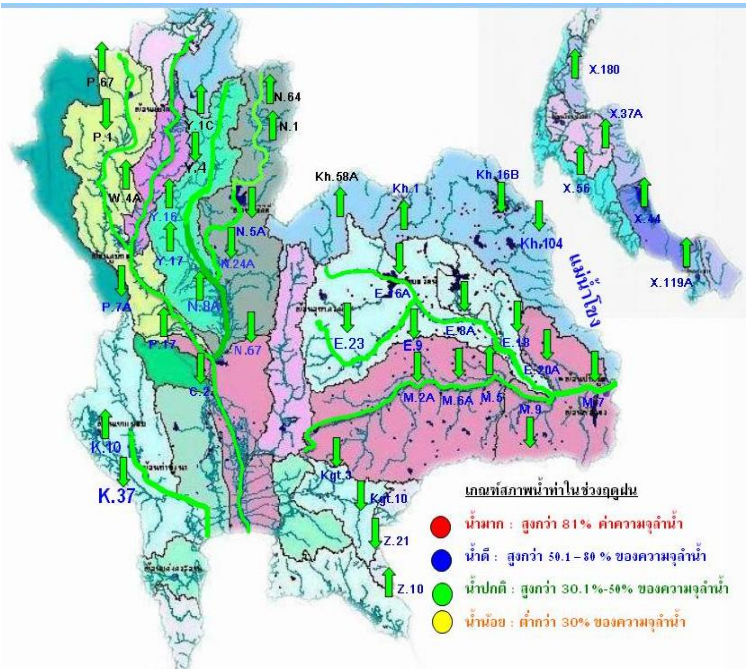 X.180
P.67
N.64
X.37A
Y.1C
N.1
P.1
Y.4
Kh.58A
Kh.1
Kh.16B
X.56
W.4A
X.44
Y.16
N.5A
Kh.104
Y.17
N.24A
แม่น้ำโขง
X.119A
P.7A
N.8A
E.16A
E.8A
E.23
E.9
E.18
P.17
N.67
E.20A
C.2
M.2A
M.6A
M.5
M.9
M.7
K.10
Kgt.3
K.37
Kgt.10
Z.21
Z.10
เกณฑ์สภาพน้ำท่าในช่วงฤดูฝน
น้ำมาก : สูงกว่า 81% ค่าความจุลำน้ำ
น้ำดี : สูงกว่า 50.1 – 80 % ของความจุลำน้ำ
น้ำปกติ : สูงกว่า 30.1%-50% ของความจุลำน้ำ
น้ำน้อย : ต่ำกว่า 30% ของความจุลำน้ำ